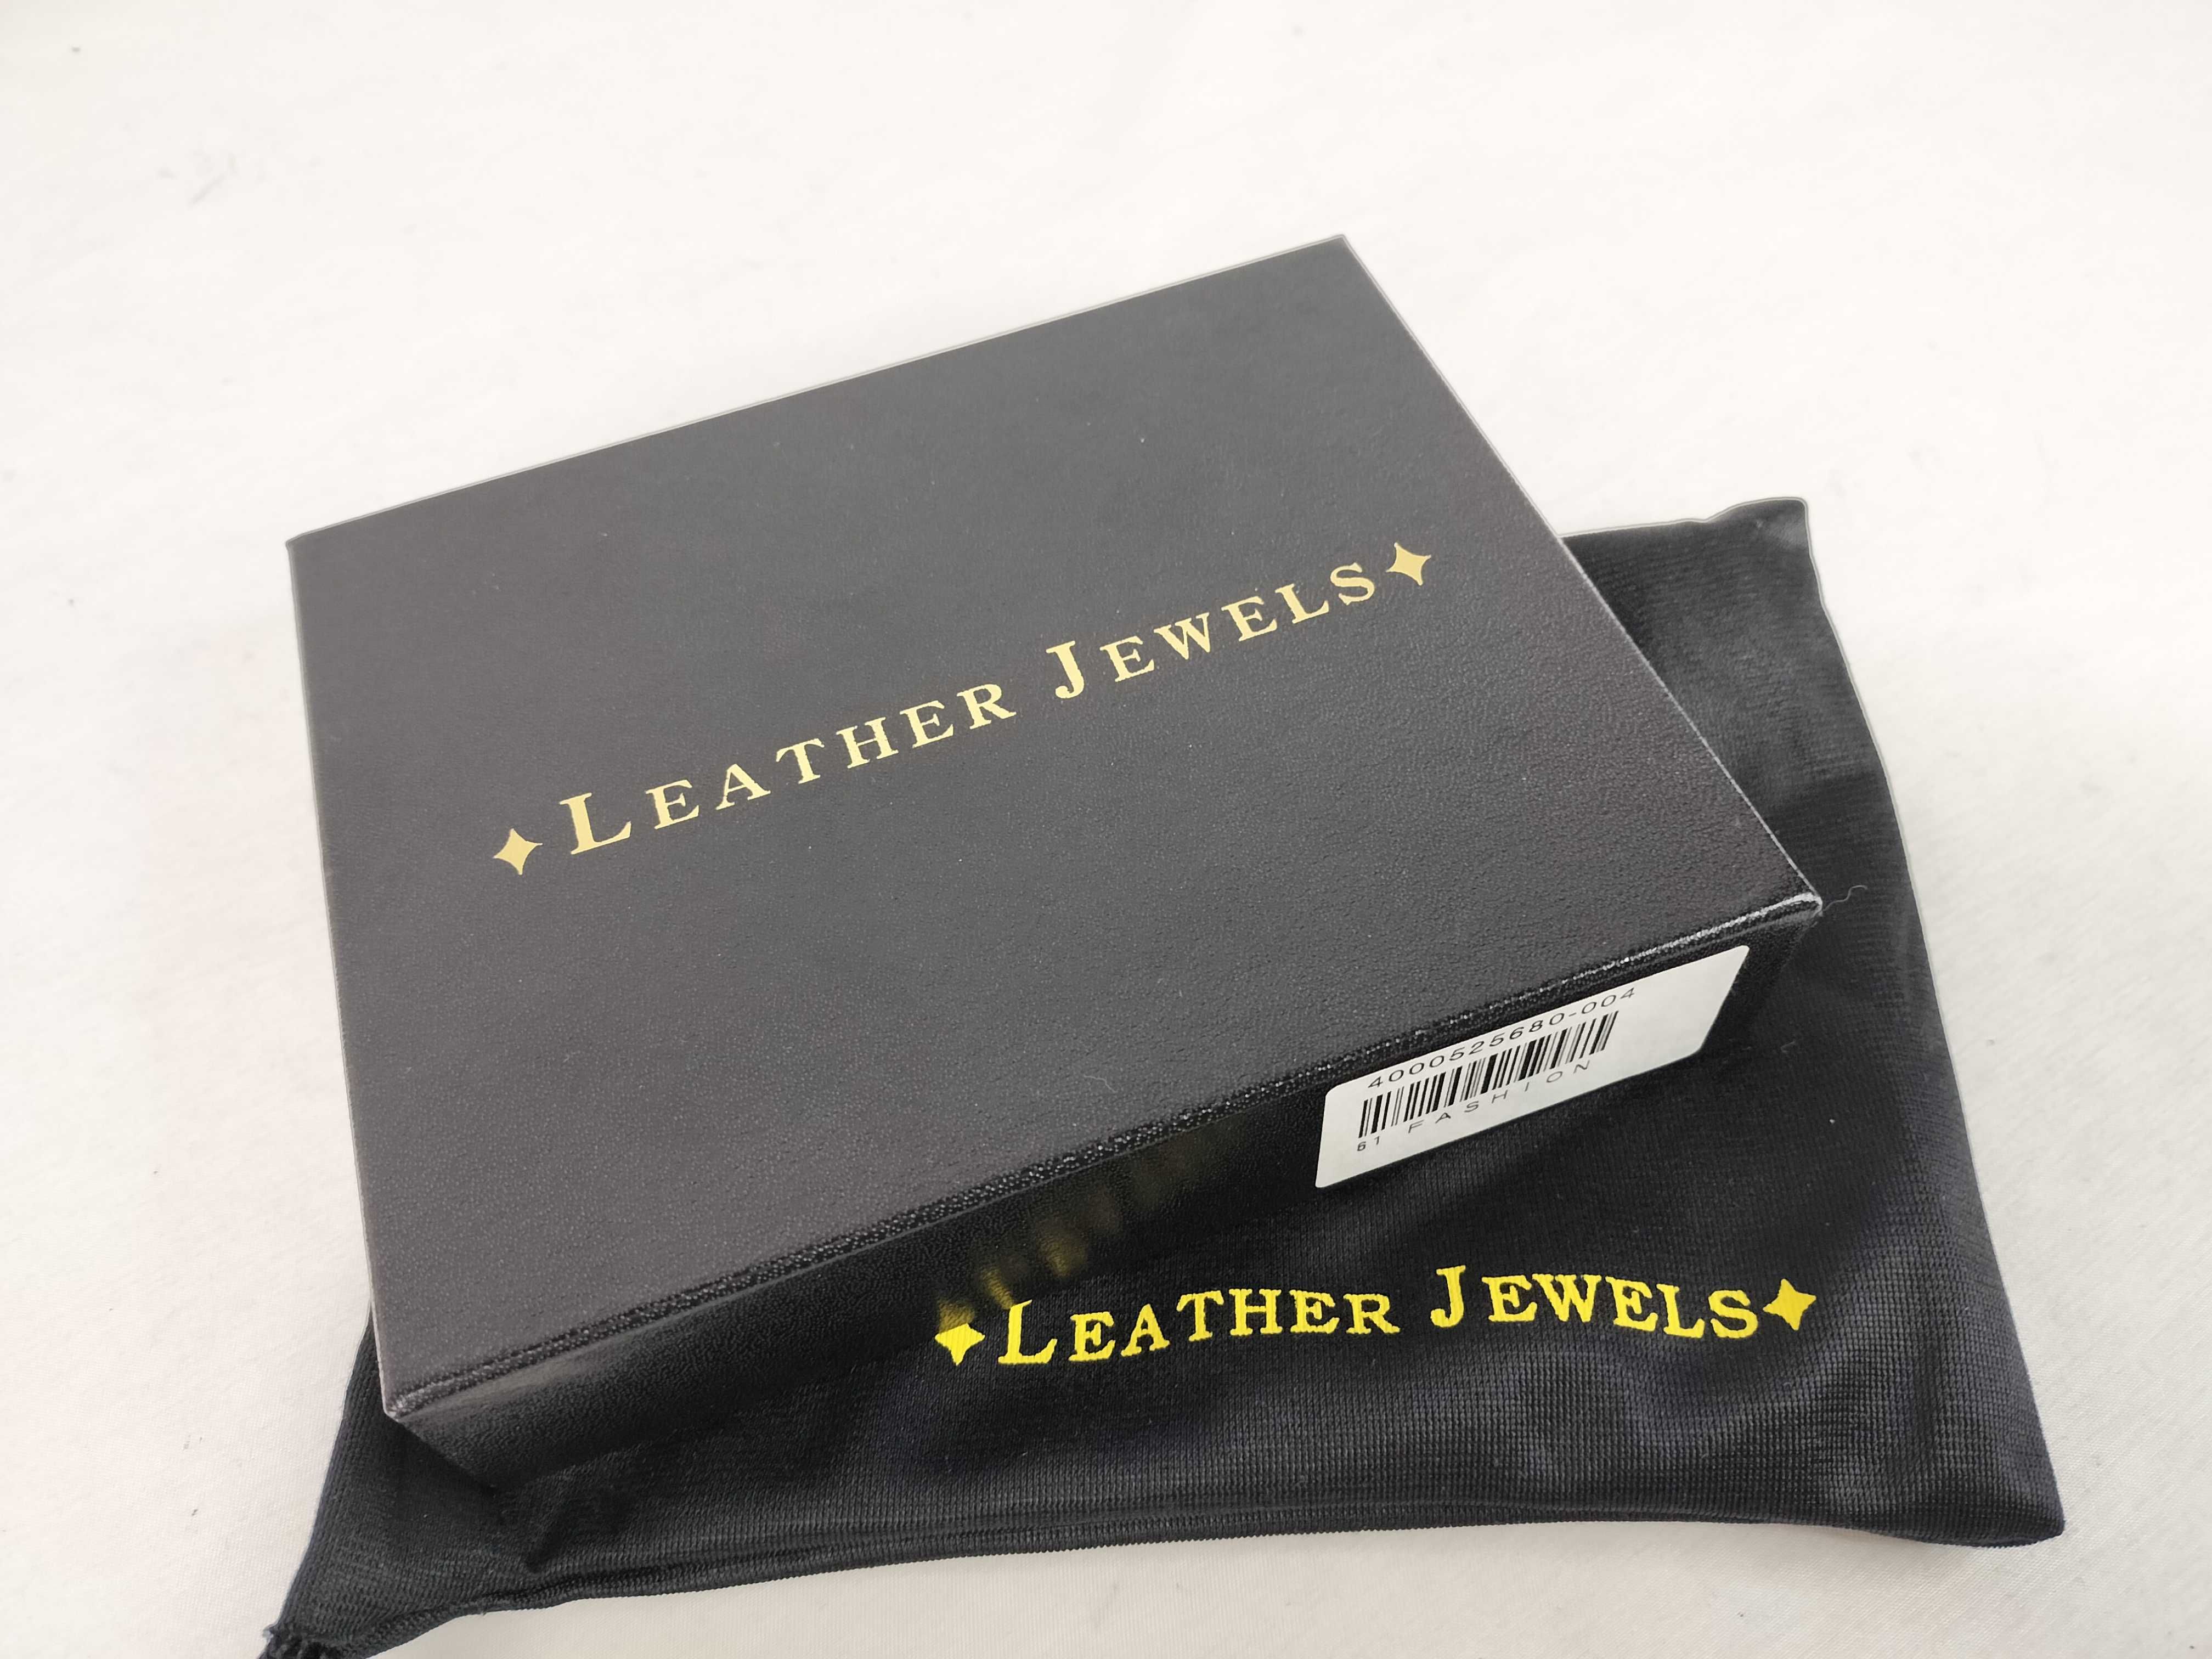 ✦LEATHER JEWELS✦
4000525680-004
61 FASHION
✦LEATHER JEWELS✦